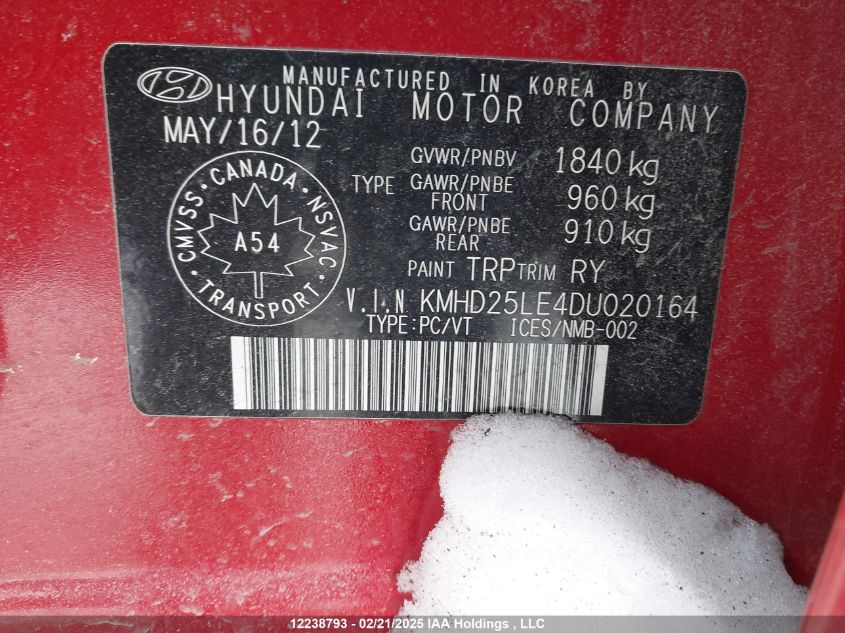 MANUFACTURED IN KOREA BY
HYUNDAI MOTOR COMPANY
MAY/16/12
GVWR/PNBV 1840 kg
TYPE GAWR/PNBE FRONT 960 kg
GAWR/PNBE REAR 910 kg
PAINT TRP TRIM RY
V.I.N KMHD25LE4DU020164
TYPE:PC/VT ICES/NMB-002
CMVSS · CANADA · NSVAC · TRANSPORT ·
A54
12238793 - 02/21/2025 IAA Holdings , LLC